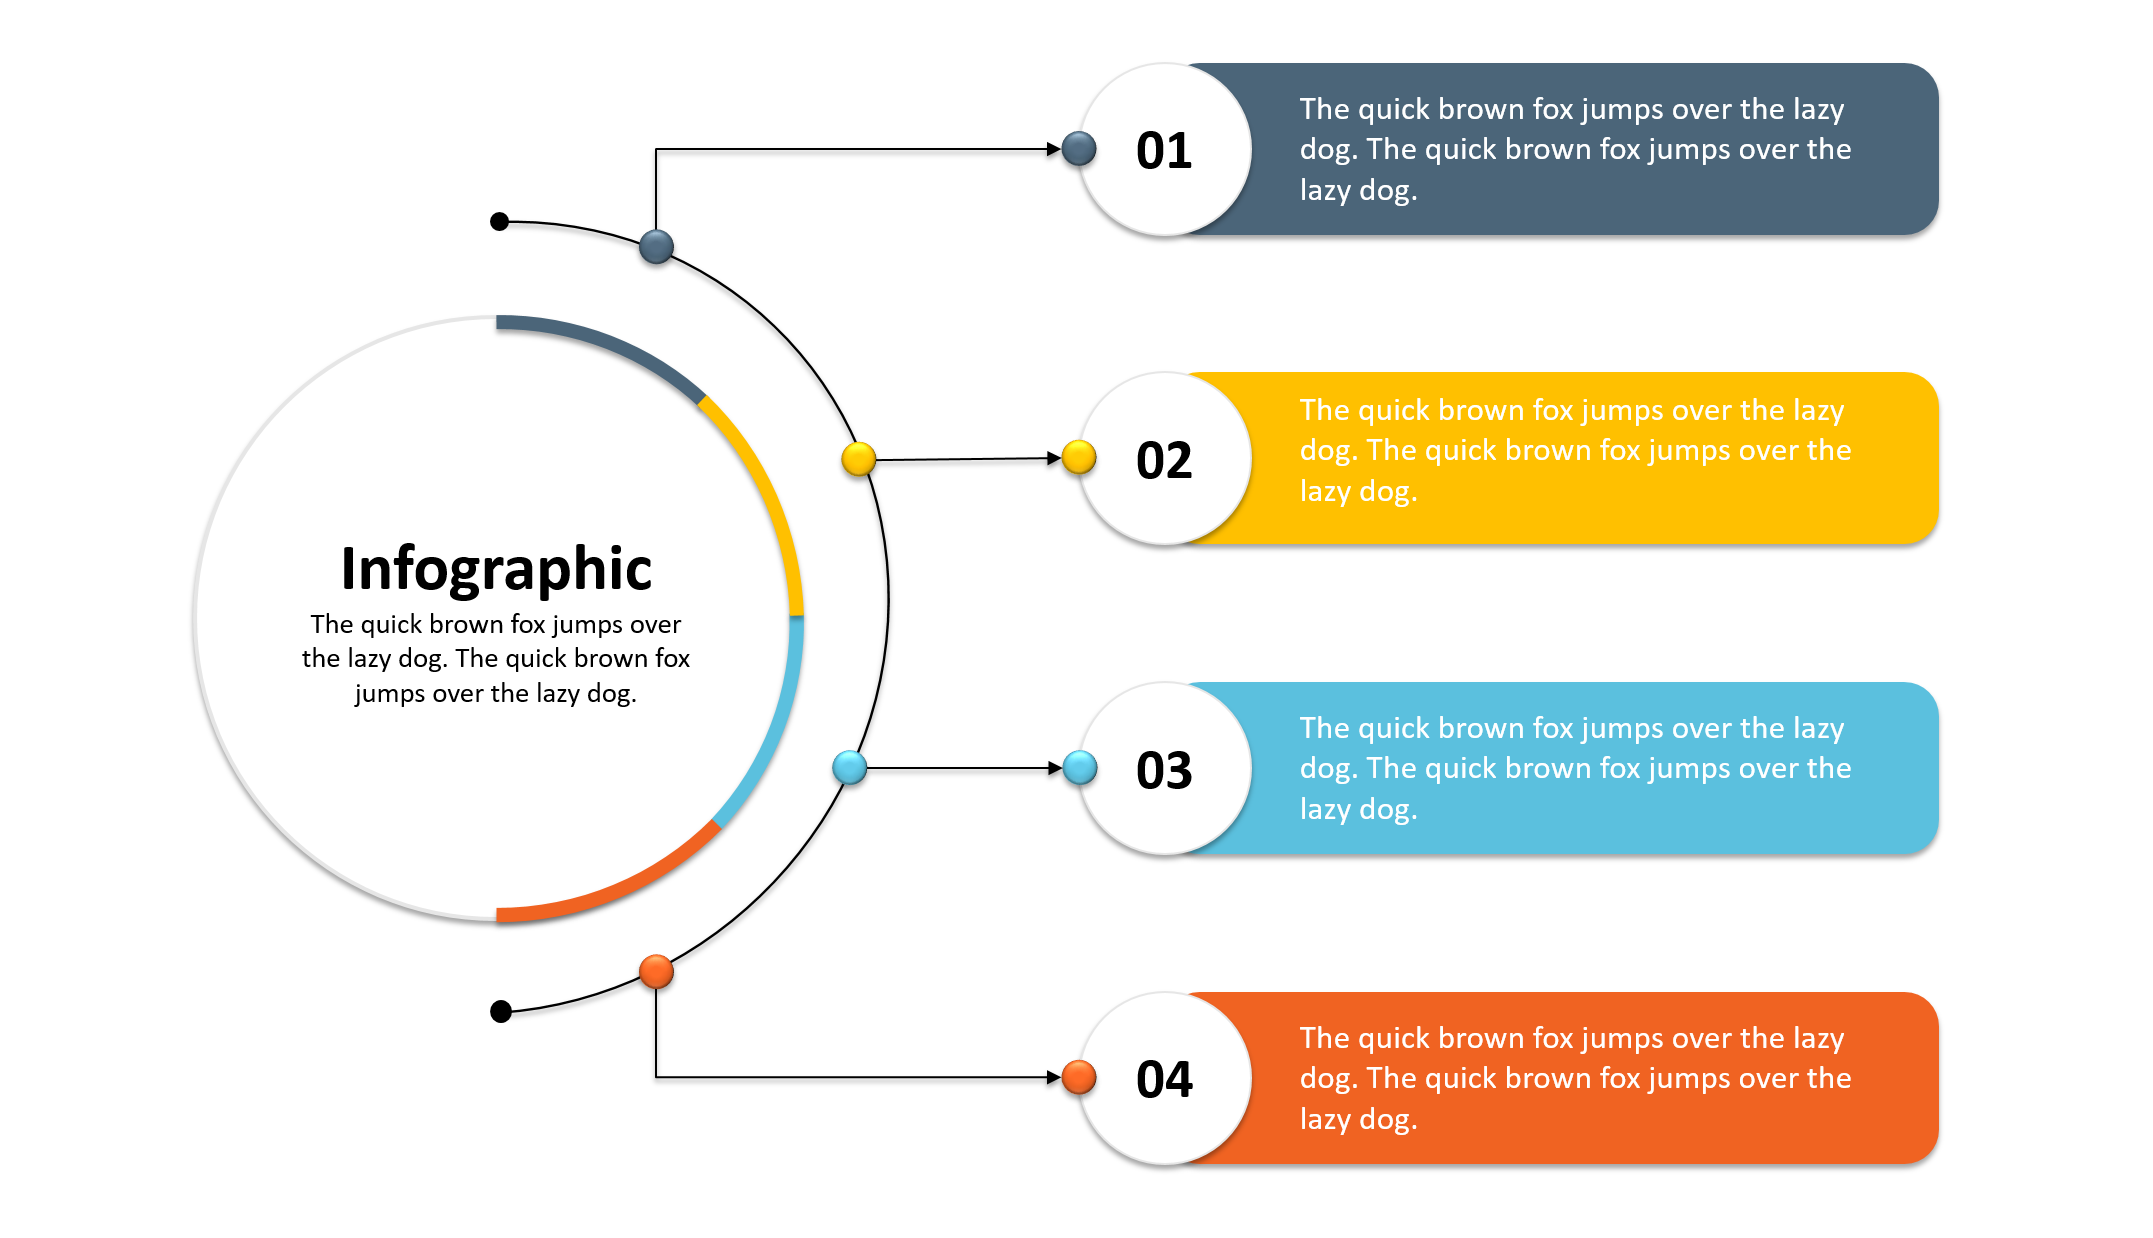 Infographic
The quick brown fox jumps over
the lazy dog. The quick brown fox
jumps over the lazy dog.
01
The quick brown fox jumps over the lazy
dog. The quick brown fox jumps over the
lazy dog.
02
The quick brown fox jumps over the lazy
dog. The quick brown fox jumps over the
lazy dog.
03
The quick brown fox jumps over the lazy
dog. The quick brown fox jumps over the
lazy dog.
04
The quick brown fox jumps over the lazy
dog. The quick brown fox jumps over the
lazy dog.